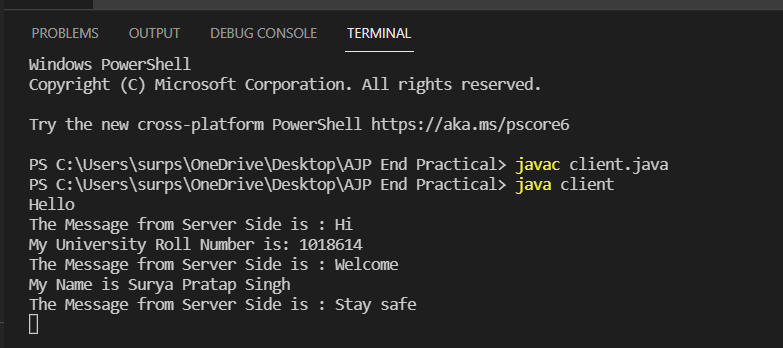 PROBLEMS OUTPUT DEBUG CONSOLE TERMINAL
Windows PowerShell
Copyright (C) Microsoft Corporation. All rights reserved.
Try the new cross-platform PowerShell https://aka.ms/pscore6
PS C:\Users\surps\OneDrive\Desktop\AJP End Practical> javac client.java
PS C:\Users\surps\OneDrive\Desktop\AJP End Practical> java client
Hello
The Message from Server Side is : Hi
My University Roll Number is: 1018614
The Message from Server Side is : Welcome
My Name is Surya Pratap Singh
The Message from Server Side is : Stay safe